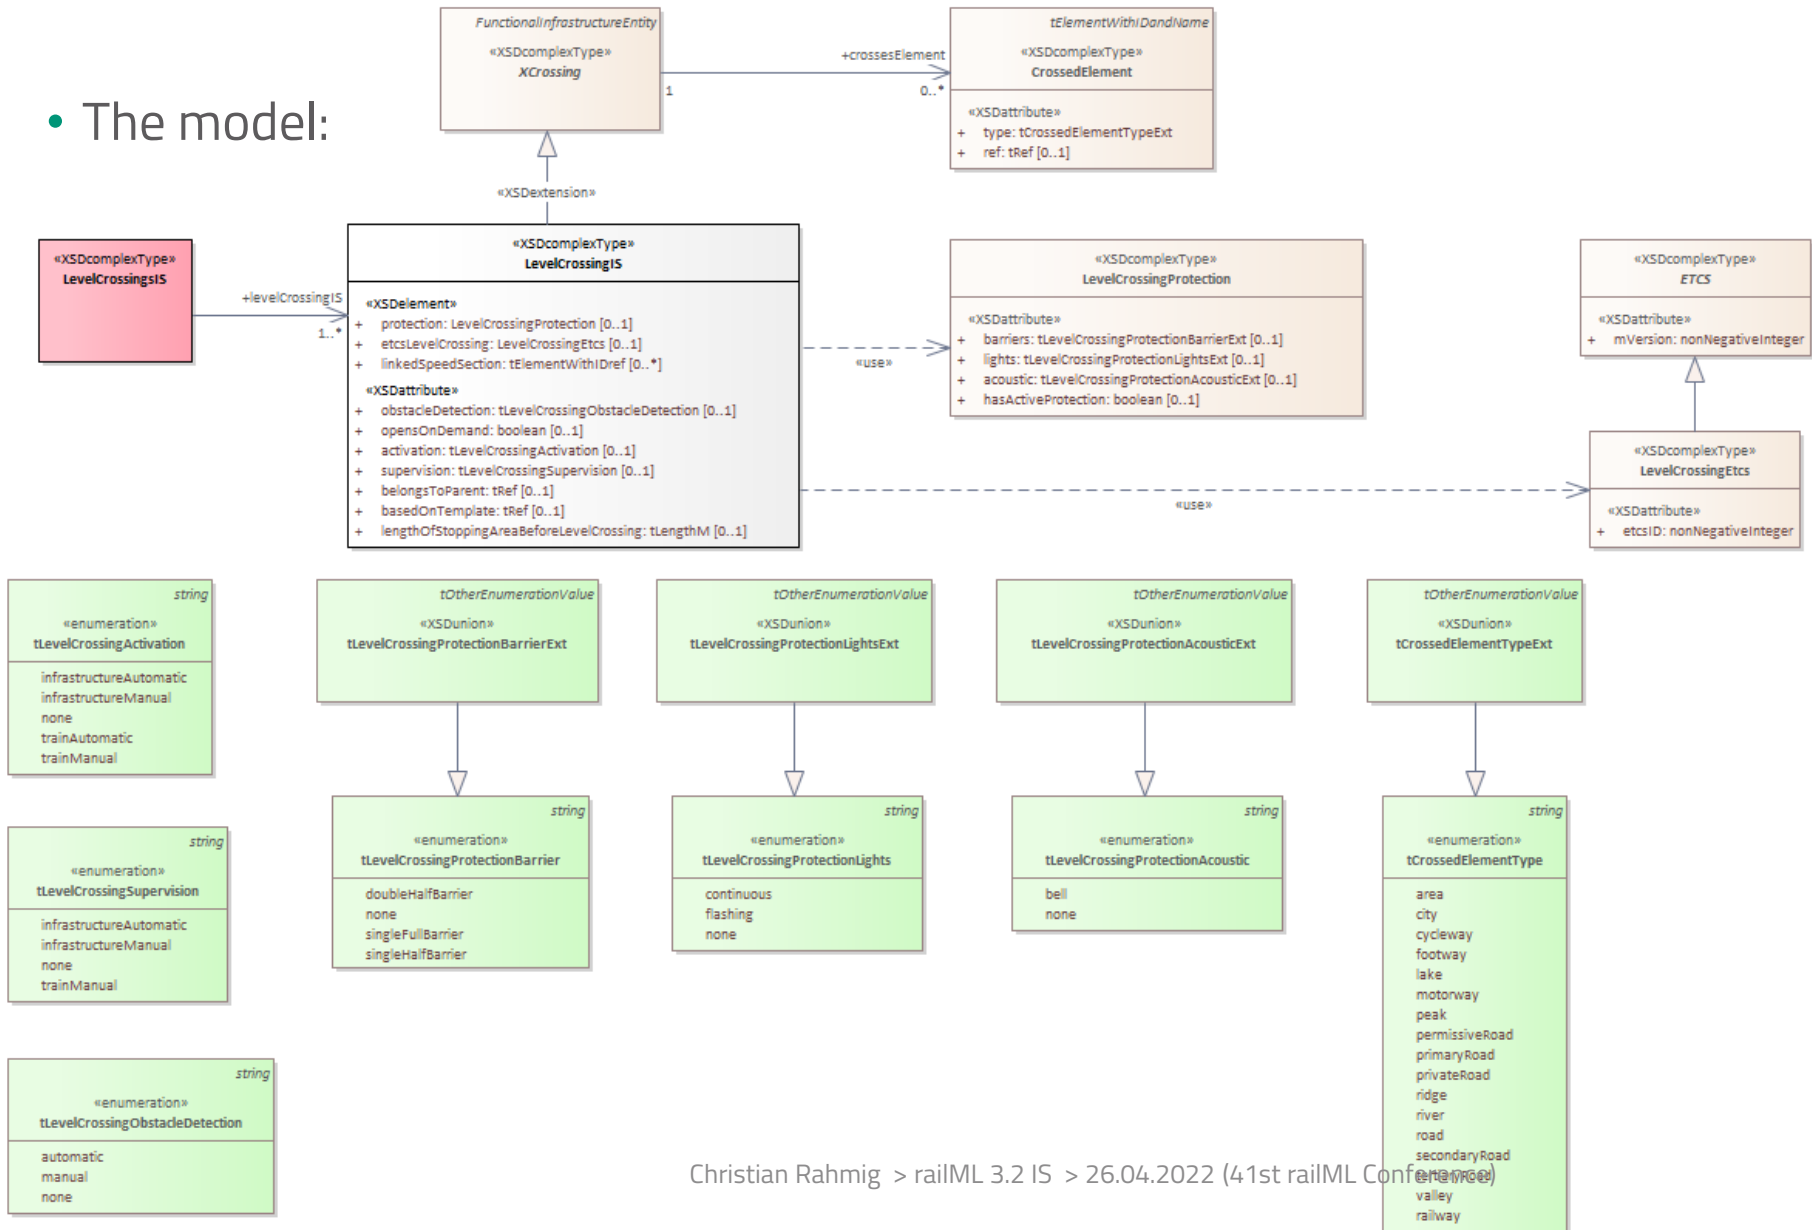 • The model:
FunctionalInfrastructureEntity
«XSDcomplexType»
XCrossing
+crossesElement
1
0..*
tElementWithIDandName
«XSDcomplexType»
CrossedElement
«XSDattribute»
+ type: tCrossedElementTypeExt
+ ref: tRef [0..1]
«XSDextension»
«XSDcomplexType»
LevelCrossingsIS
+levelCrossingIS
1..*
«XSDcomplexType»
LevelCrossingIS
«XSDelement»
+ protection: LevelCrossingProtection [0..1]
+ etcsLevelCrossing: LevelCrossingEtcs [0..1]
+ linkedSpeedSection: tElementWithIDref [0..*]
«XSDattribute»
+ obstacleDetection: tLevelCrossingObstacleDetection [0..1]
+ opensOnDemand: boolean [0..1]
+ activation: tLevelCrossingActivation [0..1]
+ supervision: tLevelCrossingSupervision [0..1]
+ belongsToParent: tRef [0..1]
+ basedOnTemplate: tRef [0..1]
+ lengthOfStoppingAreaBeforeLevelCrossing: tLengthM [0..1]
«use»
«XSDcomplexType»
LevelCrossingProtection
«XSDattribute»
+ barriers: tLevelCrossingProtectionBarrierExt [0..1]
+ lights: tLevelCrossingProtectionLightsExt [0..1]
+ acoustic: tLevelCrossingProtectionAcousticExt [0..1]
+ hasActiveProtection: boolean [0..1]
«XSDcomplexType»
ETCS
«XSDattribute»
+ mVersion: nonNegativeInteger
«use»
«XSDcomplexType»
LevelCrossingEtcs
«XSDattribute»
+ etcsID: nonNegativeInteger
string
«enumeration»
tLevelCrossingActivation
infrastructureAutomatic
infrastructureManual
none
trainAutomatic
trainManual
tOtherEnumerationValue
«XSDunion»
tLevelCrossingProtectionBarrierExt
tOtherEnumerationValue
«XSDunion»
tLevelCrossingProtectionLightsExt
tOtherEnumerationValue
«XSDunion»
tLevelCrossingProtectionAcousticExt
tOtherEnumerationValue
«XSDunion»
tCrossedElementTypeExt
string
«enumeration»
tLevelCrossingSupervision
infrastructureAutomatic
infrastructureManual
none
trainManual
string
«enumeration»
tLevelCrossingProtectionBarrier
doubleHalfBarrier
none
singleFullBarrier
singleHalfBarrier
string
«enumeration»
tLevelCrossingProtectionLights
continuous
flashing
none
string
«enumeration»
tLevelCrossingProtectionAcoustic
bell
none
string
«enumeration»
tCrossedElementType
area
city
cycleway
footway
lake
motorway
peak
permissiveRoad
primaryRoad
privateRoad
ridge
river
road
secondaryRoad
tertiaryRoad
valley
railway
string
«enumeration»
tLevelCrossingObstacleDetection
automatic
manual
none
Christian Rahmig > railML 3.2 IS > 26.04.2022 (41st railML Conference)